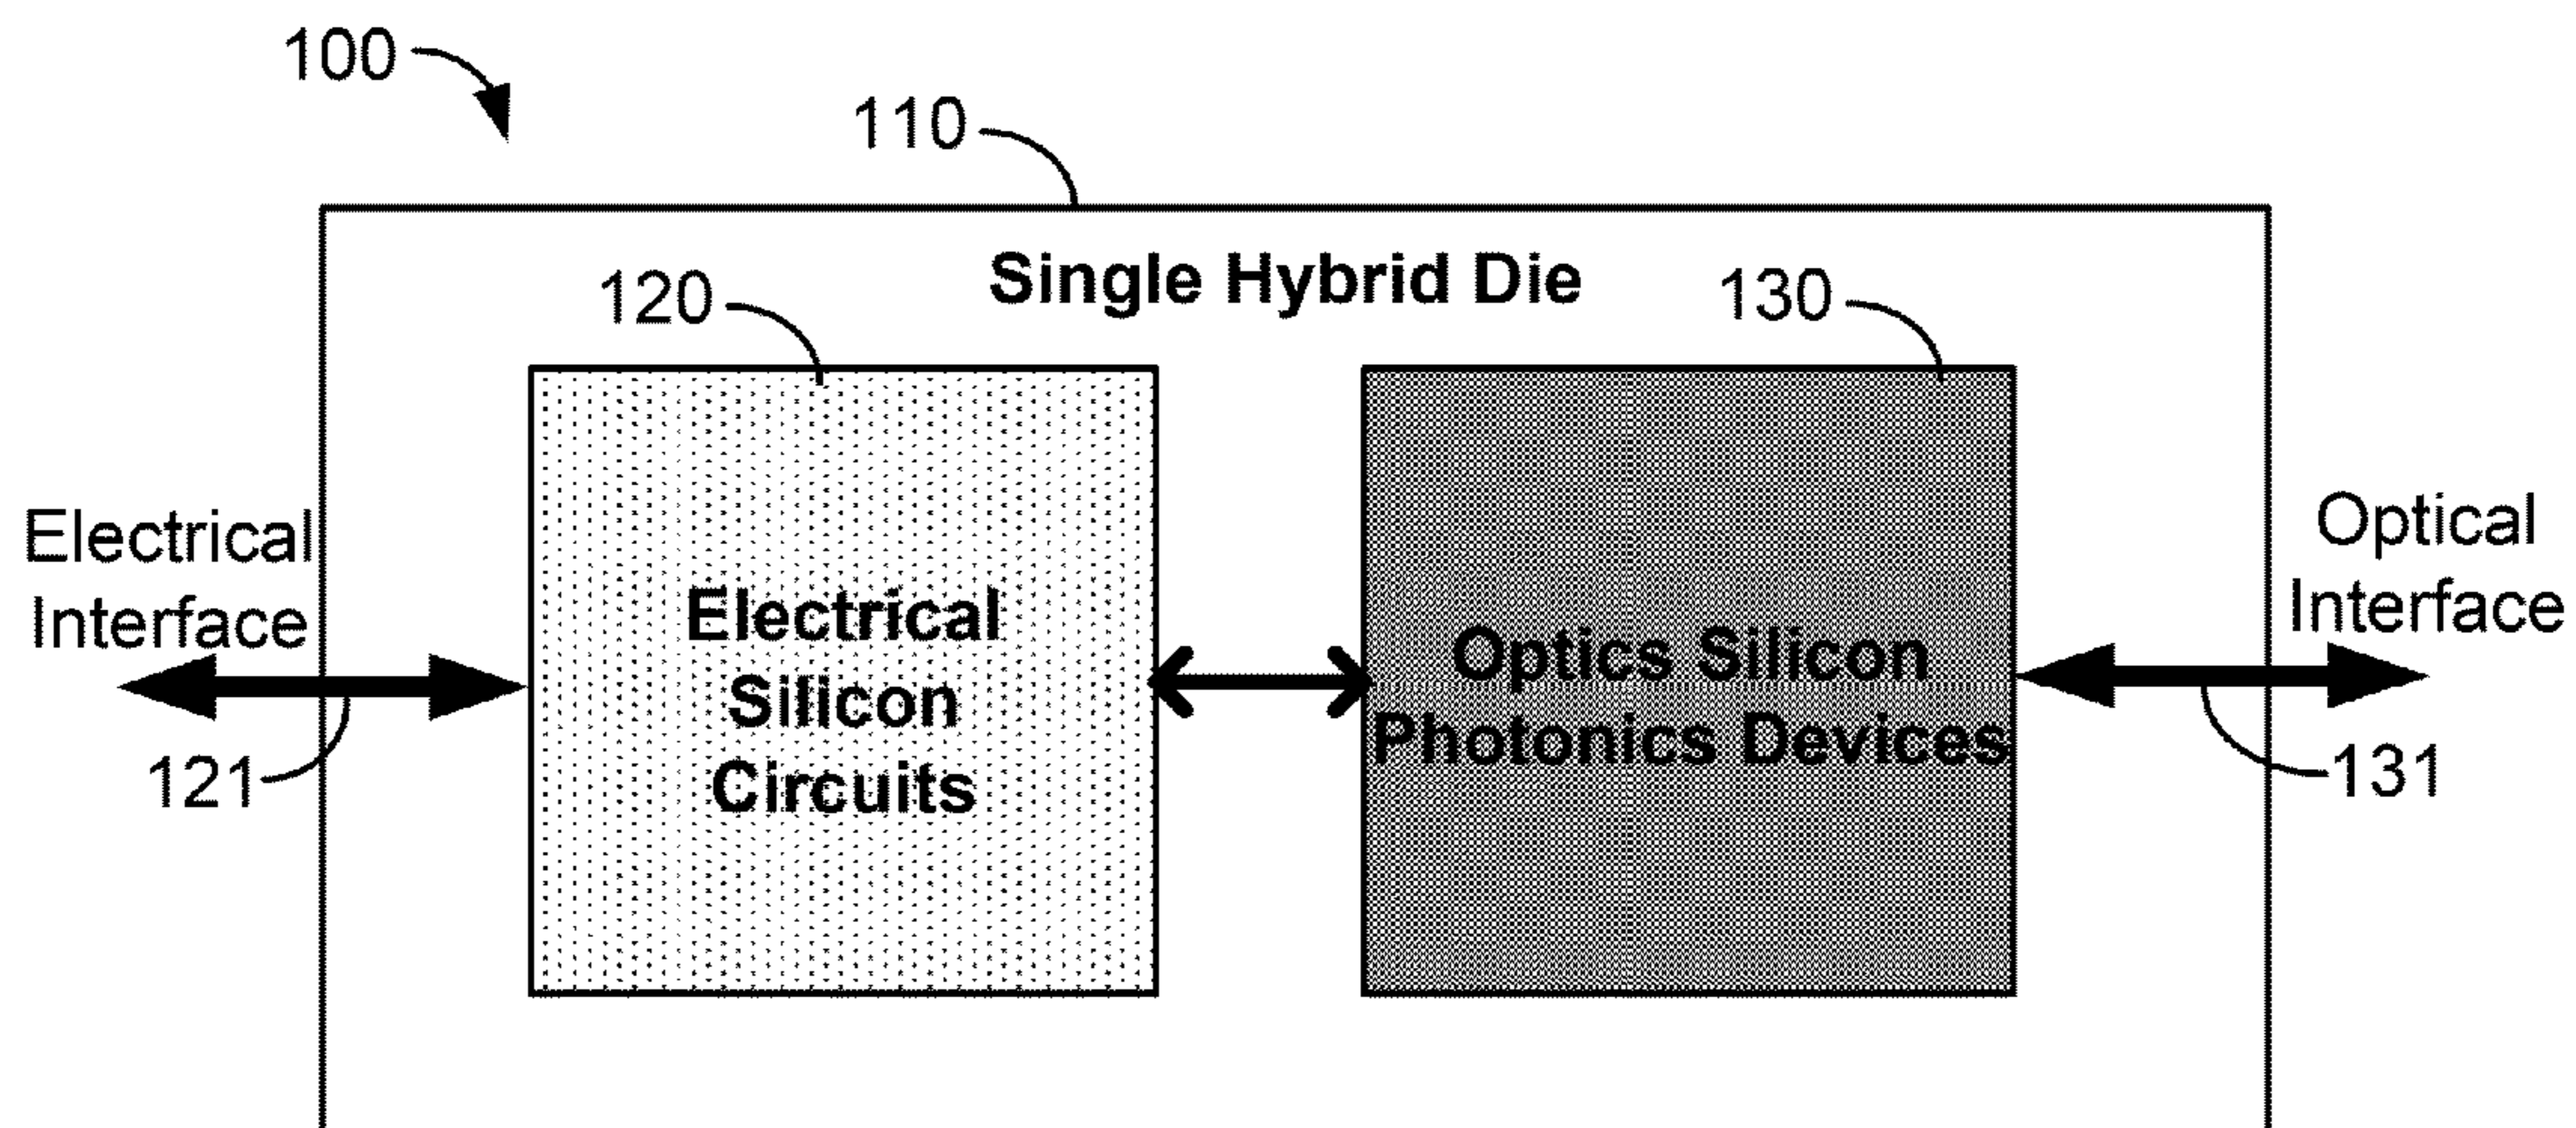 100
110
Single Hybrid Die
120
130
Electrical
Interface
Electrical
Silicon
Circuits
Optics Silicon
Photonics Devices
Optical
Interface
121
131